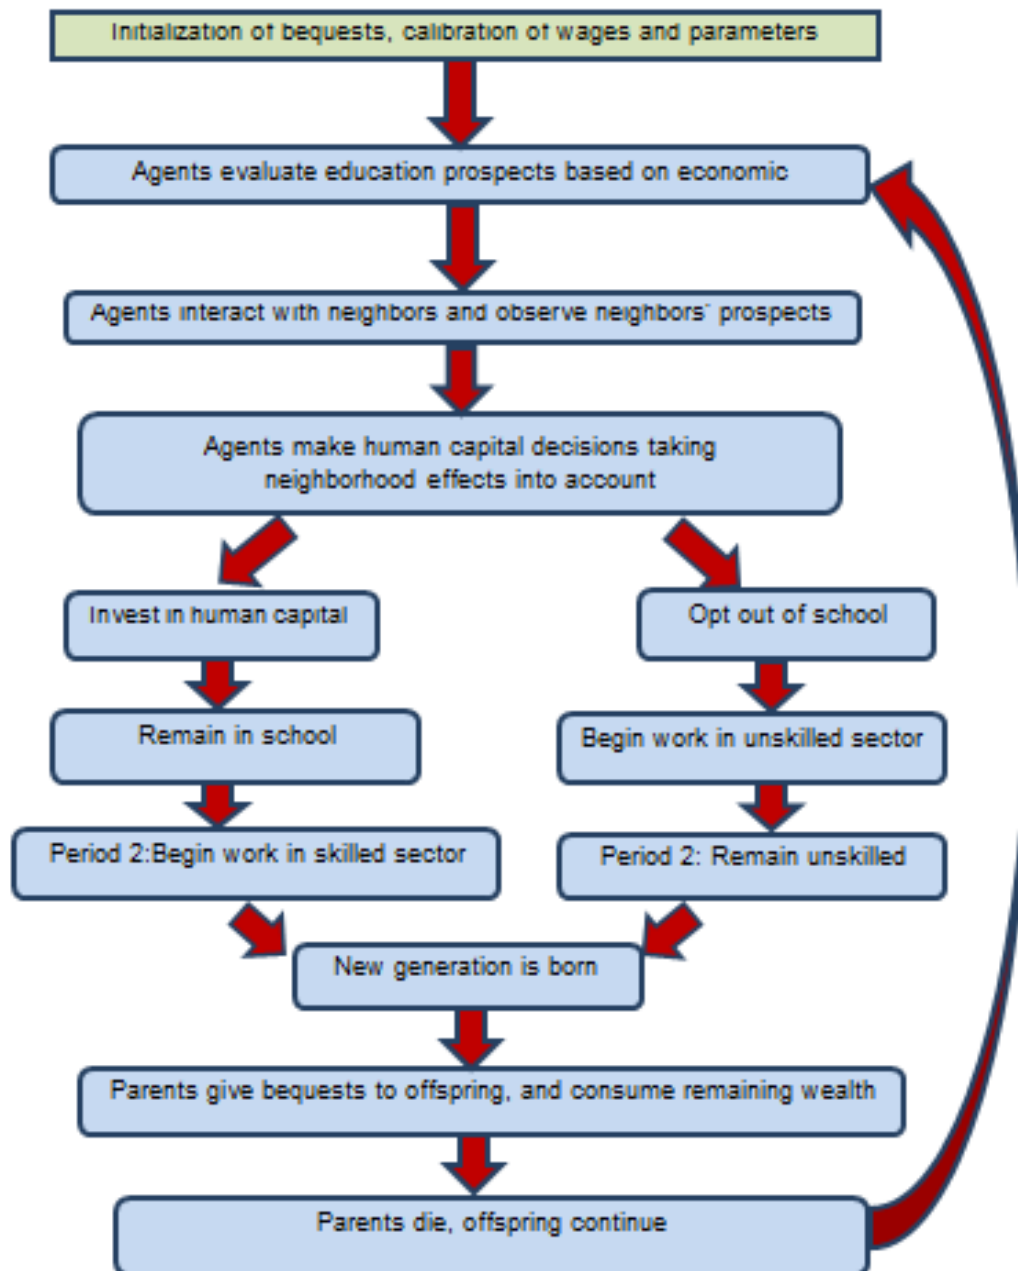 Initialization of bequests, calibration of wages and parameters
Agents evaluate education prospects based on economic
Agents interact with neighbors and observe neighbors' prospects
Agents make human capital decisions taking
neighborhood effects into account
Invest in human capital
Opt out of school
Remain in school
Begin work in unskilled sector
Period 2:Begin work in skilled sector
Period 2: Remain unskilled
New generation is born
Parents give bequests to offspring, and consume remaining wealth
Parents die, offspring continue